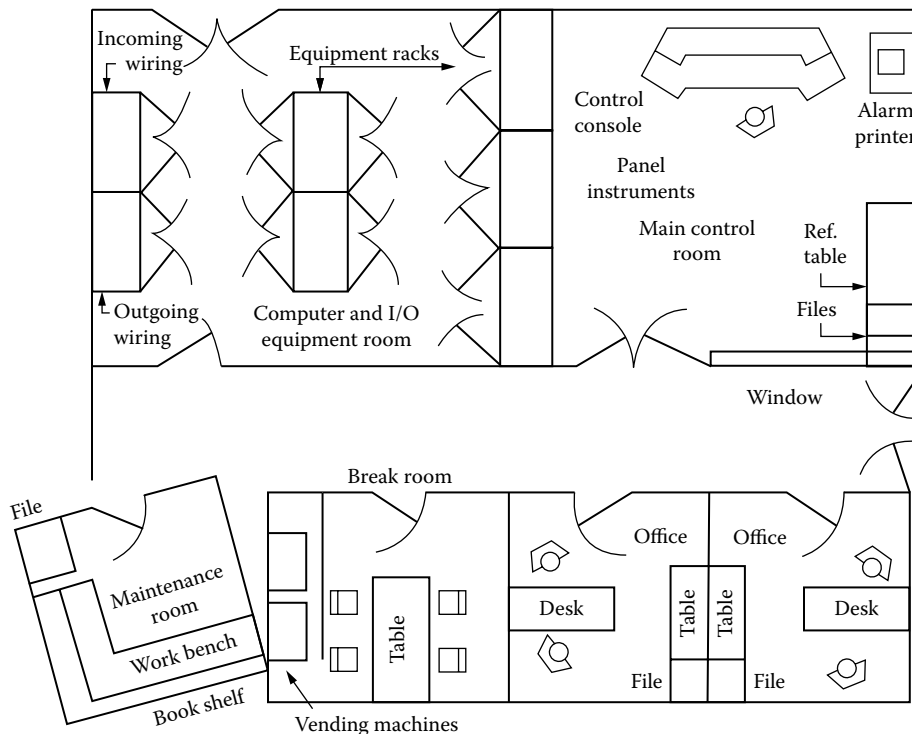 Incoming
wiring
Equipment racks
Control
console
Alarm
printer
Panel
instruments
Main control
room
Ref.
table
Files
Outgoing
wiring
Computer and I/O
equipment room
Window
Break room
File
Maintenance
room
Work bench
Book shelf
Vending machines
Table
Office
Office
Desk
Table
Table
Desk
File
File